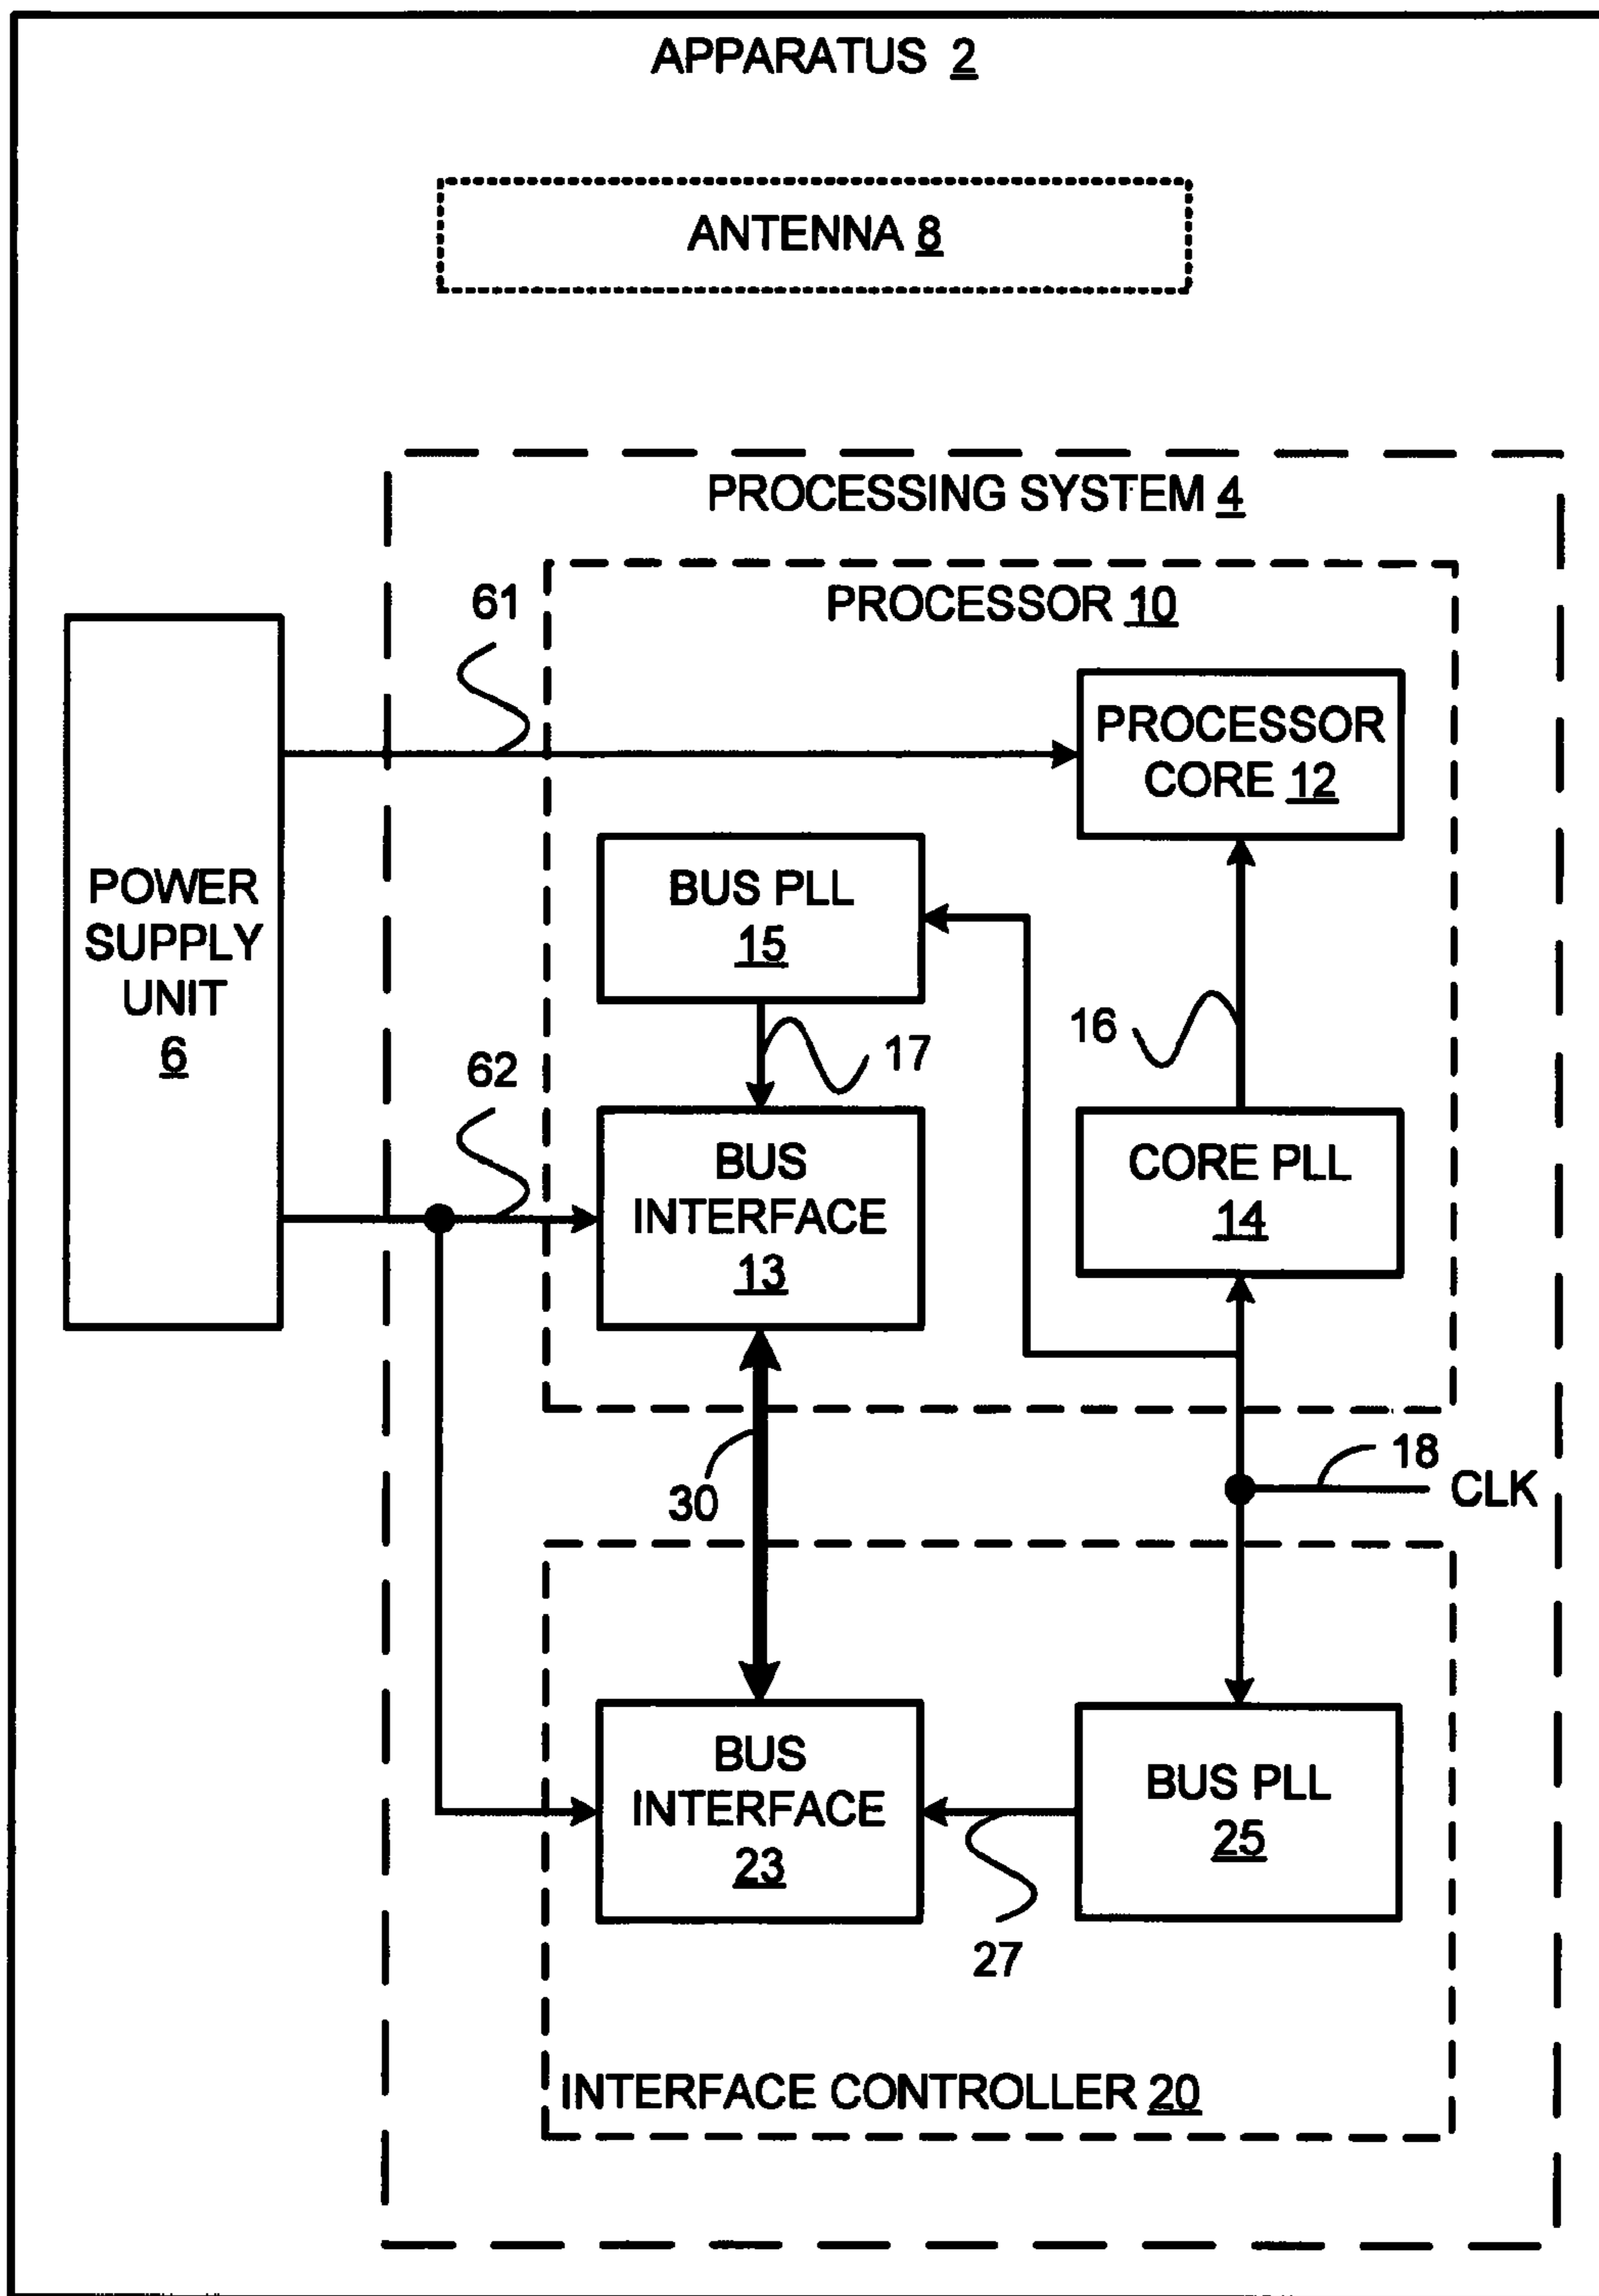 APPARATUS 2
ANTENNA 8
PROCESSING SYSTEM 4
PROCESSOR 10
61
PROCESSOR
CORE 12
POWER
SUPPLY
UNIT
6
BUS PLL
15
16
17
62
BUS
INTERFACE
13
CORE PLL
14
18
CLK
30
BUS
INTERFACE
23
BUS PLL
25
27
INTERFACE CONTROLLER 20